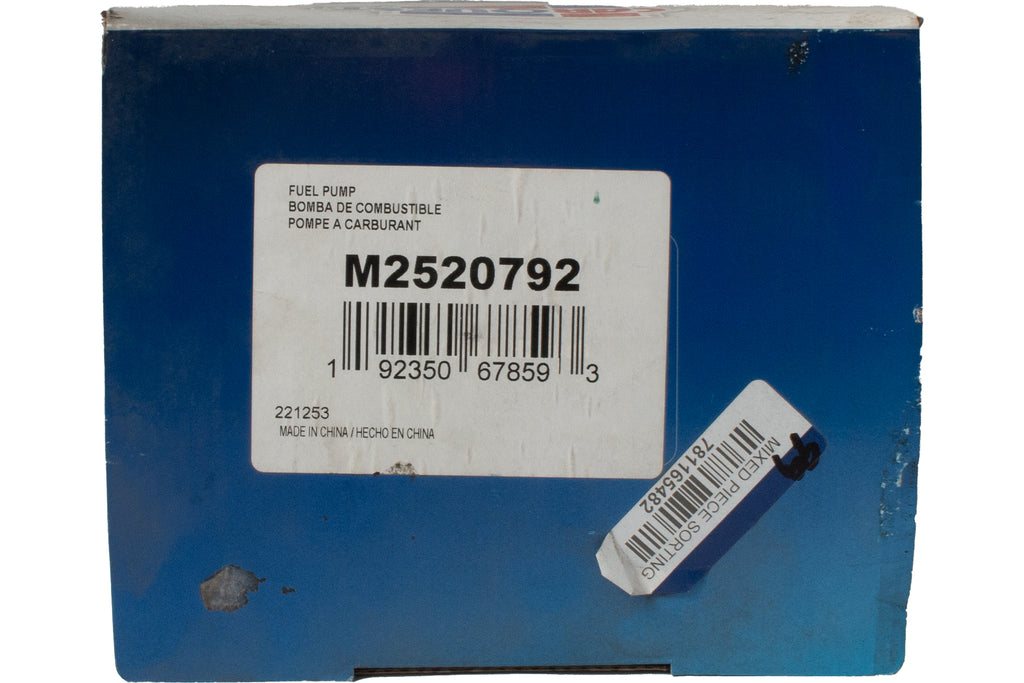 FUEL PUMP
BOMBA DE COMBUSTIBLE
POMPE A CARBURANT
M2520792
1 92350 67859 3
221253
MADE IN CHINA / HECHO EN CHINA
MIXED PIECE SORTING
781165482